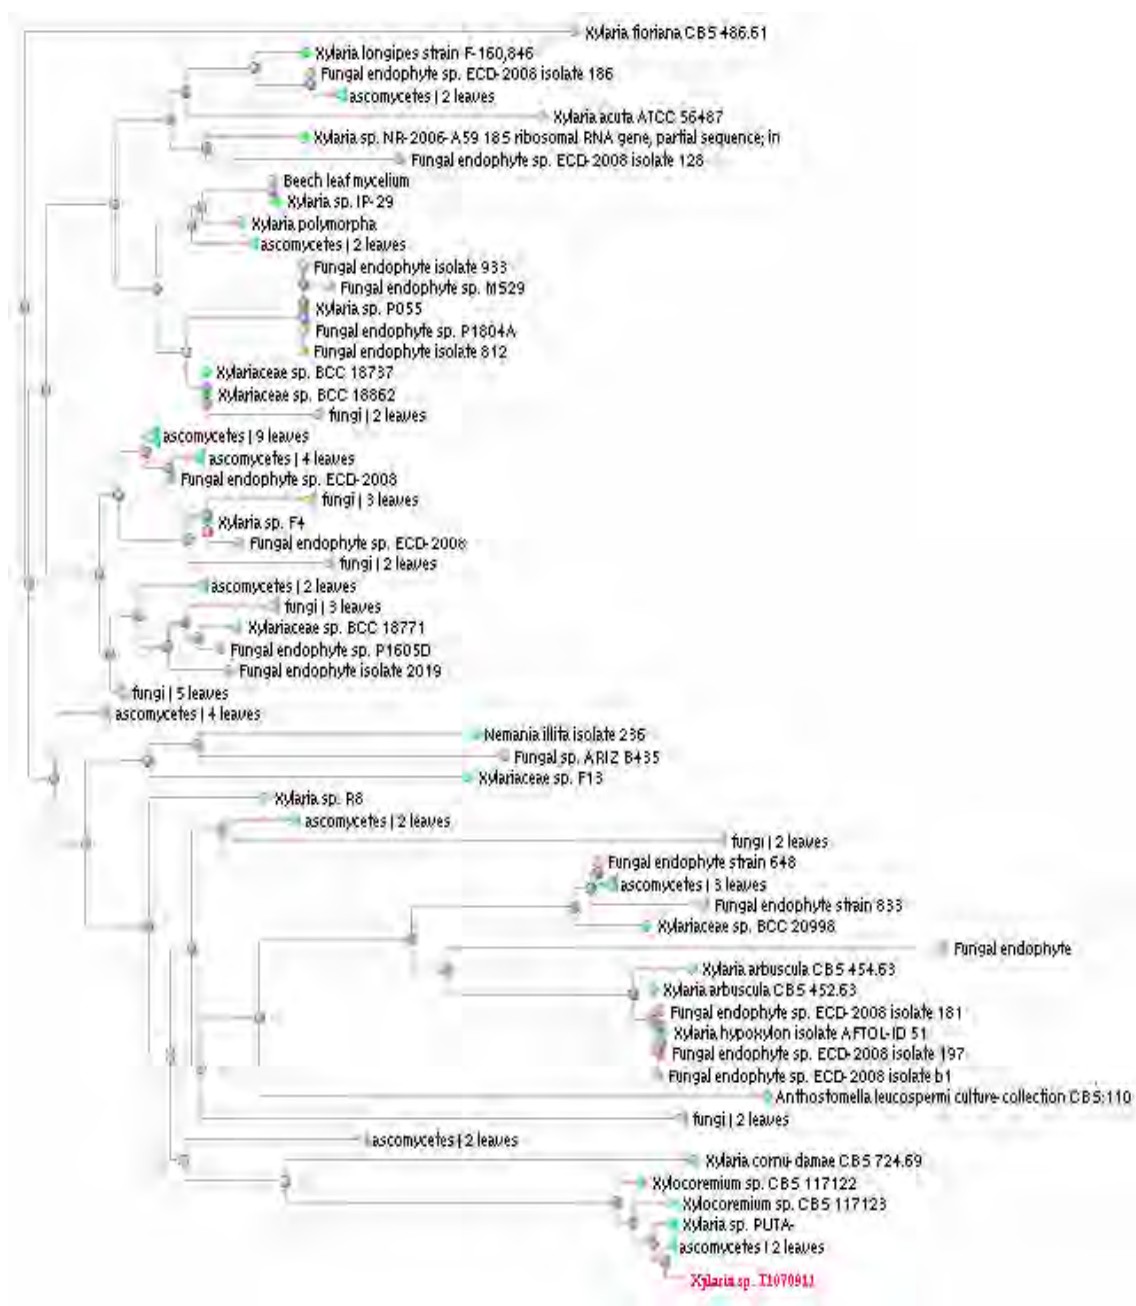 Xylaria fioriana CBS 486.61
Xylaria longipes strain F-160,846
Fungal endophyte sp. ECD-2008 isolate 186
ascomycetes | 2 leaves
Xylaria acuta ATCC 56487
Xylaria sp. NR-2006-A59 18S ribosomal RNA gene, partial sequence; in
Fungal endophyte sp. ECD-2008 isolate 128
Beech leaf mycelium
Xylaria sp. IP-29
Xylaria polymorpha
ascomycetes | 2 leaves
Fungal endophyte isolate 933
Fungal endophyte sp. M529
Xylaria sp. P055
Fungal endophyte sp. P1804A
Fungal endophyte isolate 812
Xylariaceae sp. BCC 18737
Xylariaceae sp. BCC 18862
fungi | 2 leaves
ascomycetes | 9 leaves
ascomycetes | 4 leaves
Fungal endophyte sp. ECD-2008
fungi | 3 leaves
Xylaria sp. F4
Fungal endophyte sp. ECD-2008
fungi | 2 leaves
ascomycetes | 2 leaves
fungi | 3 leaves
Xylariaceae sp. BCC 18771
Fungal endophyte sp. P1605D
Fungal endophyte isolate 2019
fungi | 5 leaves
ascomycetes | 4 leaves
Nemania illita isolate 236
Fungal sp. ARIZ B435
Xylariaceae sp. F13
Xylaria sp. R8
ascomycetes | 2 leaves
fungi | 2 leaves
Fungal endophyte strain 648
ascomycetes | 3 leaves
Fungal endophyte strain 833
Xylariaceae sp. BCC 20998
Fungal endophyte
Xylaria arbuscula CBS 454.63
Xylaria arbuscula CBS 452.63
Fungal endophyte sp. ECD-2008 isolate 181
Xylaria hypoxylon isolate AFTOL-ID 51
Fungal endophyte sp. ECD-2008 isolate 197
Fungal endophyte sp. ECD-2008 isolate b1
Anthostomella leucospermi culture-collection CBS:110
fungi | 2 leaves
ascomycetes | 2 leaves
Xylaria cornu-damae CBS 724.69
Xylocoremium sp. CBS 117122
Xylocoremium sp. CBS 117123
Xylaria sp. PUTA-
ascomycetes | 2 leaves
Xylaria sp. T1070911